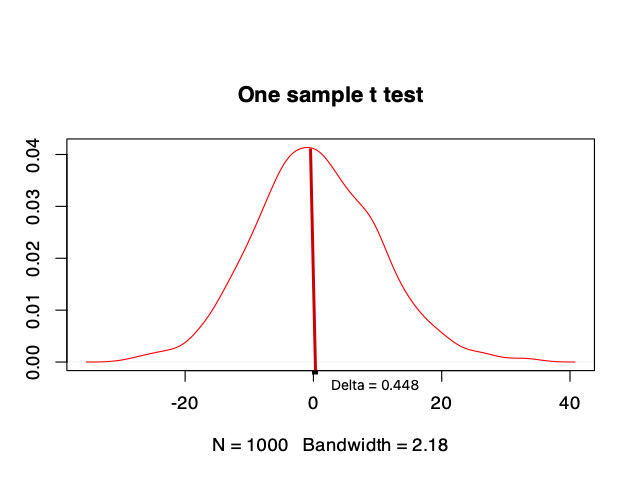 One sample t test
0.04
0.03
0.02
0.01
0.00
-20 0 20 40
Delta = 0.448
N = 1000 Bandwidth = 2.18